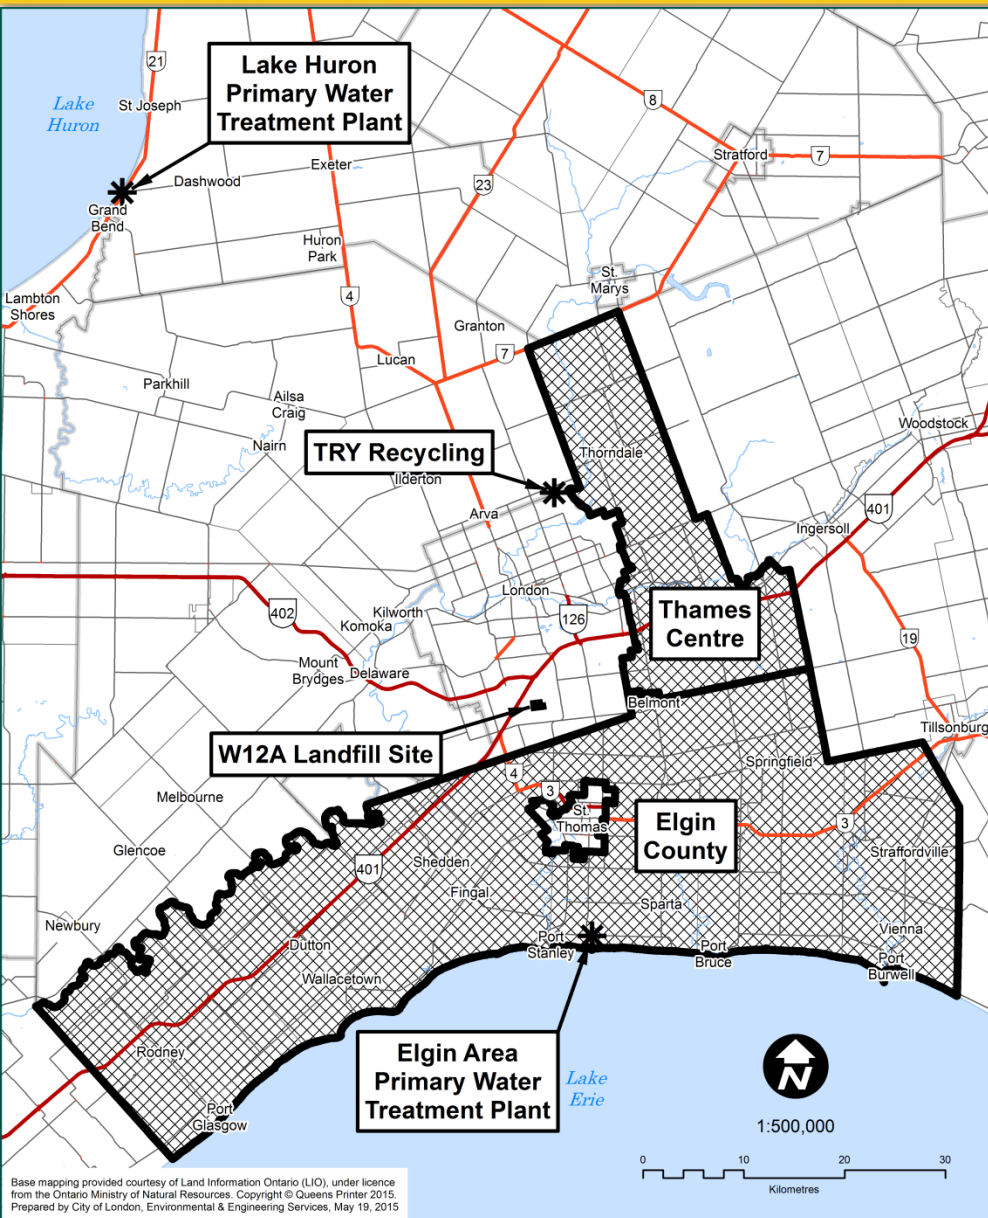 21
Lake Huron
Primary Water
Treatment Plant
Lake
Huron
St Joseph
8
Stratford
7
Exeter
Dashwood
23
Grand
Bend
Huron
Park
St.
Marys
4
Lambton
Shores
Granton
7
Lucan
Parkhill
Ailsa
Craig
Woodstock
Nairn
TRY Recycling
Thorndale
Ilderton
401
Arva
Ingersoll
London
Thames
Centre
402
Kilworth
Komoka
126
19
Mount
Brydges
Delaware
Belmont
Tillsonburg
W12A Landfill Site
Springfield
4
3
Melbourne
St.
Thomas
Elgin
County
3
Glencoe
Straffordville
Shedden
401
Fingal
Sparta
Newbury
Vienna
Dutton
Port
Stanley
Port
Bruce
Port
Burwell
Wallacetown
Rodney
Elgin Area
Primary Water
Treatment Plant
Lake
Erie
N
Port
Glasgow
1:500,000
0 10 20 30
Kilometres
Base mapping provided courtesy of Land Information Ontario (LIO), under licence
from the Ontario Ministry of Natural Resources. Copyright © Queens Printer 2015.
Prepared by City of London, Environmental & Engineering Services, May 19, 2015